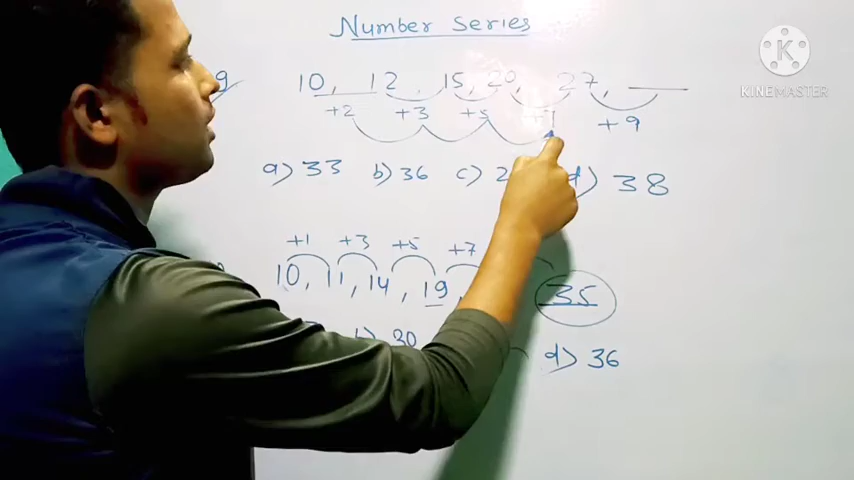 Number Series
10, 12, 15, 20, 27, ____
+2 +3 +5 +9
a) 33 b) 36 c) 2 d) 38
+1 +3 +5 +7
10, 11, 14, 19 35
30 d) 36
K
KINEMASTER